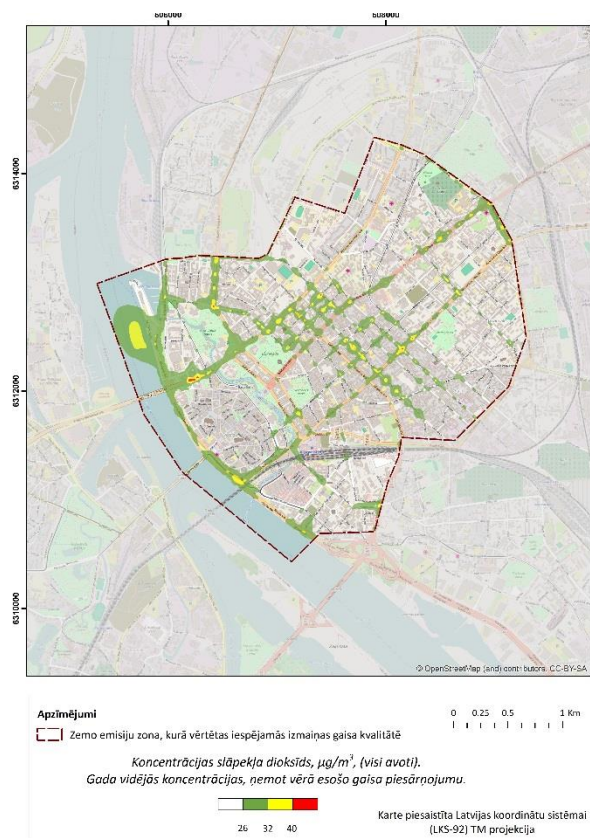 606000 608000
6314000
6312000
6310000
© OpenStreetMap (and) contributors, CC-BY-SA
Apzīmējumi
0 0.25 0.5 1 Km
Zemo emisiju zona, kurā vērtētas iespējamās izmaiņas gaisa kvalitātē
Koncentrācijas slāpekļa dioksīds, µg/m³, (visi avoti).
Gada vidējās koncentrācijas, ņemot vērā esošo gaisa piesārņojumu.
26 32 40
Karte piesaistīta Latvijas koordinātu sistēmai
(LKS-92) TM projekcija